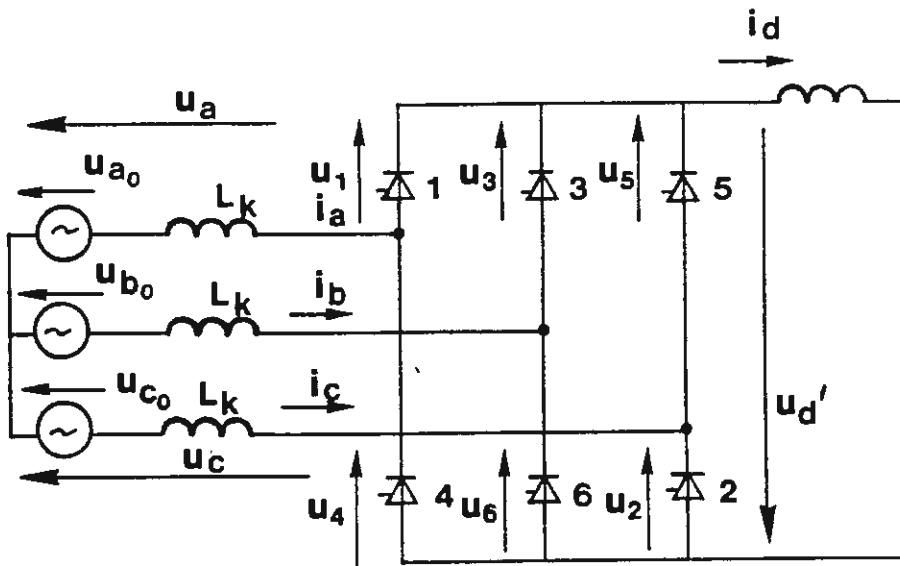 i_d
u_a
u_a₀
u_1 1 u_3 3 u_5 5
L_k i_a
u_b₀ L_k i_b
u_c₀ L_k i_c
u_d'
u_c
u_4 4 u_6 6 u_2 2